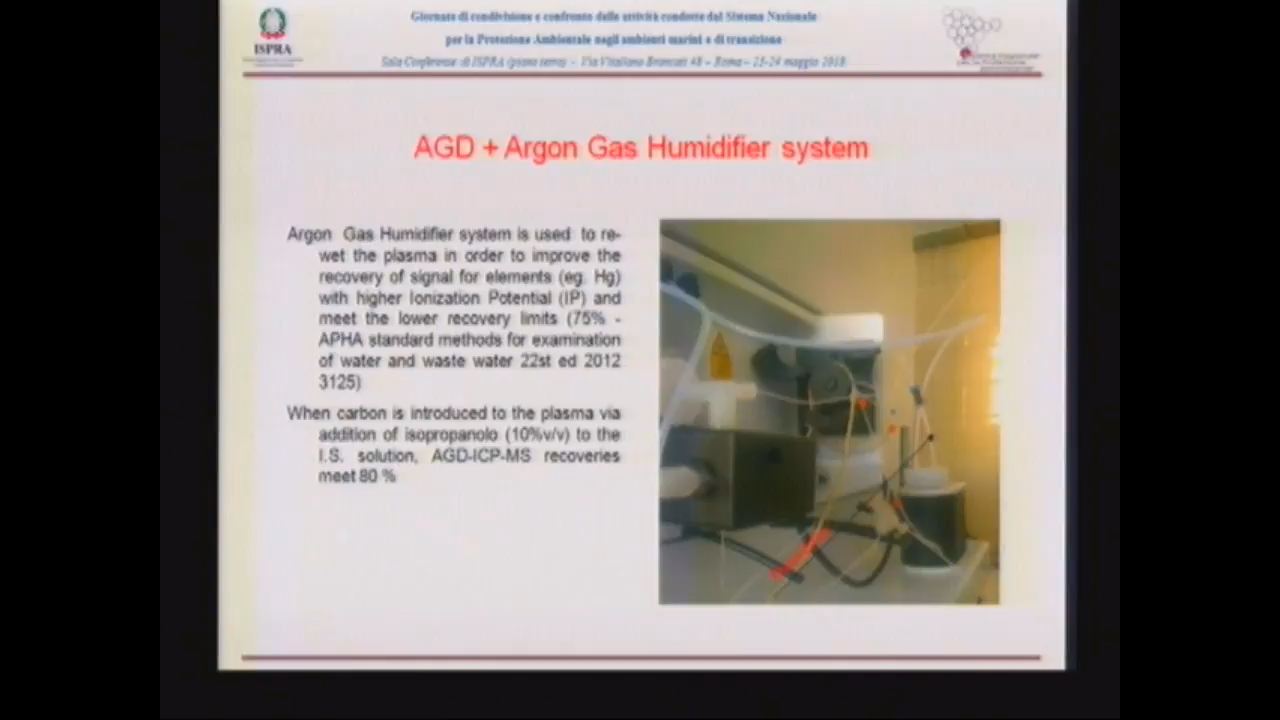 Giornate di condivisione e confronto delle attività condotte dal Sistema Nazionale
per la Protezione Ambientale negli ambienti marini e di transizione
ISPRA
Sala Conferenze di ISPRA (piano terra) - Via Vitaliano Brancati 48 – Roma – 23-24 maggio 2018
AGD + Argon Gas Humidifier system
Argon Gas Humidifier system is used to re-
wet the plasma in order to improve the
recovery of signal for elements (eg. Hg)
with higher Ionization Potential (IP) and
meet the lower recovery limits (75% -
APHA standard methods for examination
of water and waste water 22st ed 2012
3125)
When carbon is introduced to the plasma via
addition of isopropanolo (10%v/v) to the
I.S. solution, AGD-ICP-MS recoveries
meet 80 %